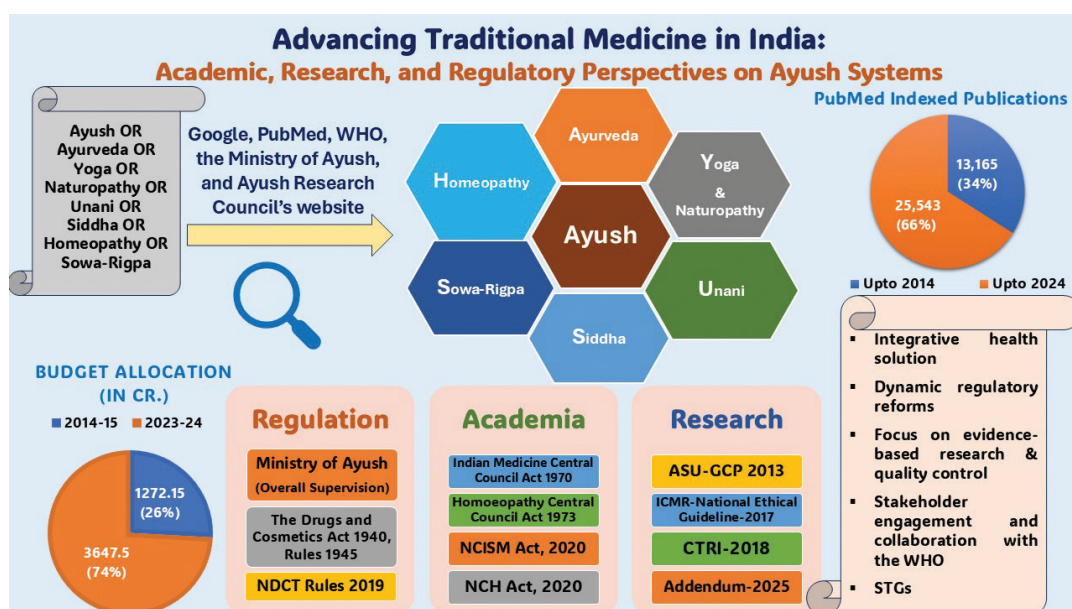 Advancing Traditional Medicine in India:
Academic, Research, and Regulatory Perspectives on Ayush Systems
Ayush OR
Ayurveda OR
Yoga OR
Naturopathy OR
Unani OR
Siddha OR
Homeopathy OR
Sowa-Rigpa
Google, PubMed, WHO,
the Ministry of Ayush,
and Ayush Research
Council's website
Ayurveda
Homeopathy
Yoga
&
Naturopathy
Ayush
Sowa-Rigpa
Unani
Siddha
PubMed Indexed Publications
13,165
(34%)
25,543
(66%)
Upto 2014
Upto 2024
BUDGET ALLOCATION
(IN CR.)
2014-15
2023-24
1272.15
(26%)
3647.5
(74%)
Regulation
Ministry of Ayush
(Overall Supervision)
The Drugs and
Cosmetics Act 1940,
Rules 1945
NDCT Rules 2019
Academia
Indian Medicine Central
Council Act 1970
Homoeopathy Central
Council Act 1973
NCISM Act, 2020
NCH Act, 2020
Research
ASU-GCP 2013
ICMR-National Ethical
Guideline-2017
CTRI-2018
Addendum-2025
▪ Integrative health
solution
▪ Dynamic regulatory
reforms
▪ Focus on evidence-
based research &
quality control
▪ Stakeholder
engagement and
collaboration with
the WHO
▪ STGs